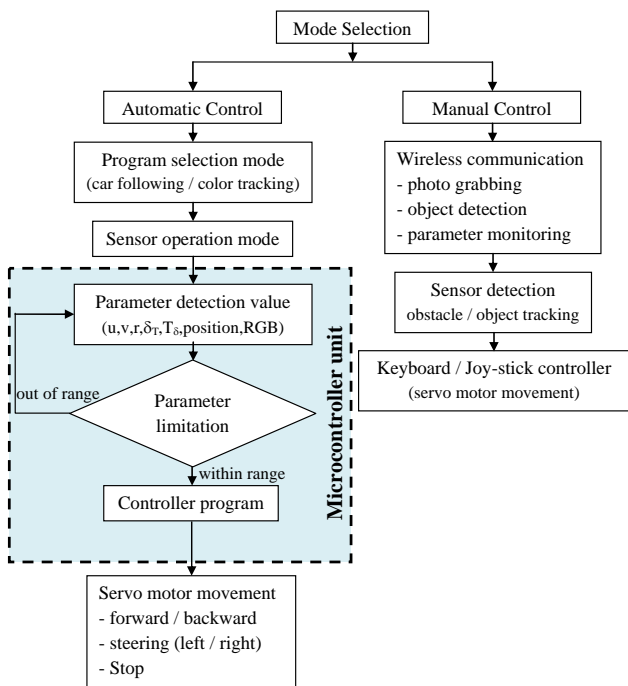 Mode Selection
Automatic Control
Manual Control
Program selection mode
(car following / color tracking)
Sensor operation mode
Parameter detection value
(u,v,r,δT,Tδ,position,RGB)
out of range
Parameter
limitation
within range
Controller program
Microcontroller unit
Servo motor movement
- forward / backward
- steering (left / right)
- Stop
Wireless communication
- photo grabbing
- object detection
- parameter monitoring
Sensor detection
obstacle / object tracking
Keyboard / Joy-stick controller
(servo motor movement)